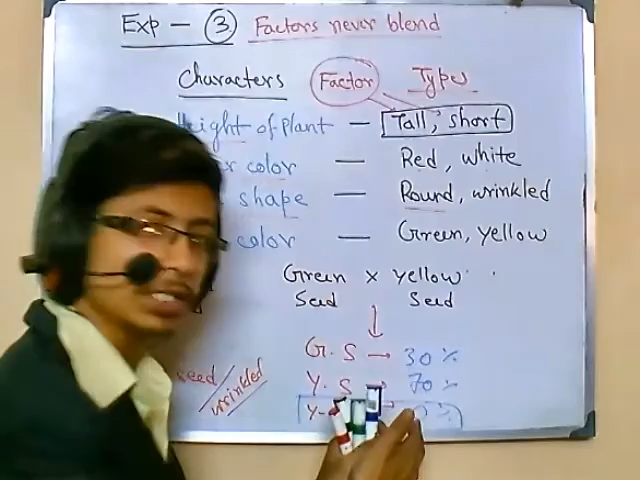 Exp - 3 Factors never blend
Characters Factor Types
Height of plant - Tall, short
color - Red, white
shape - Round, wrinkled
color - Green, yellow
Green x yellow
Seed Seed
G. S → 30 %
Y. S → 70 %
seed/
wrinkled
Y-